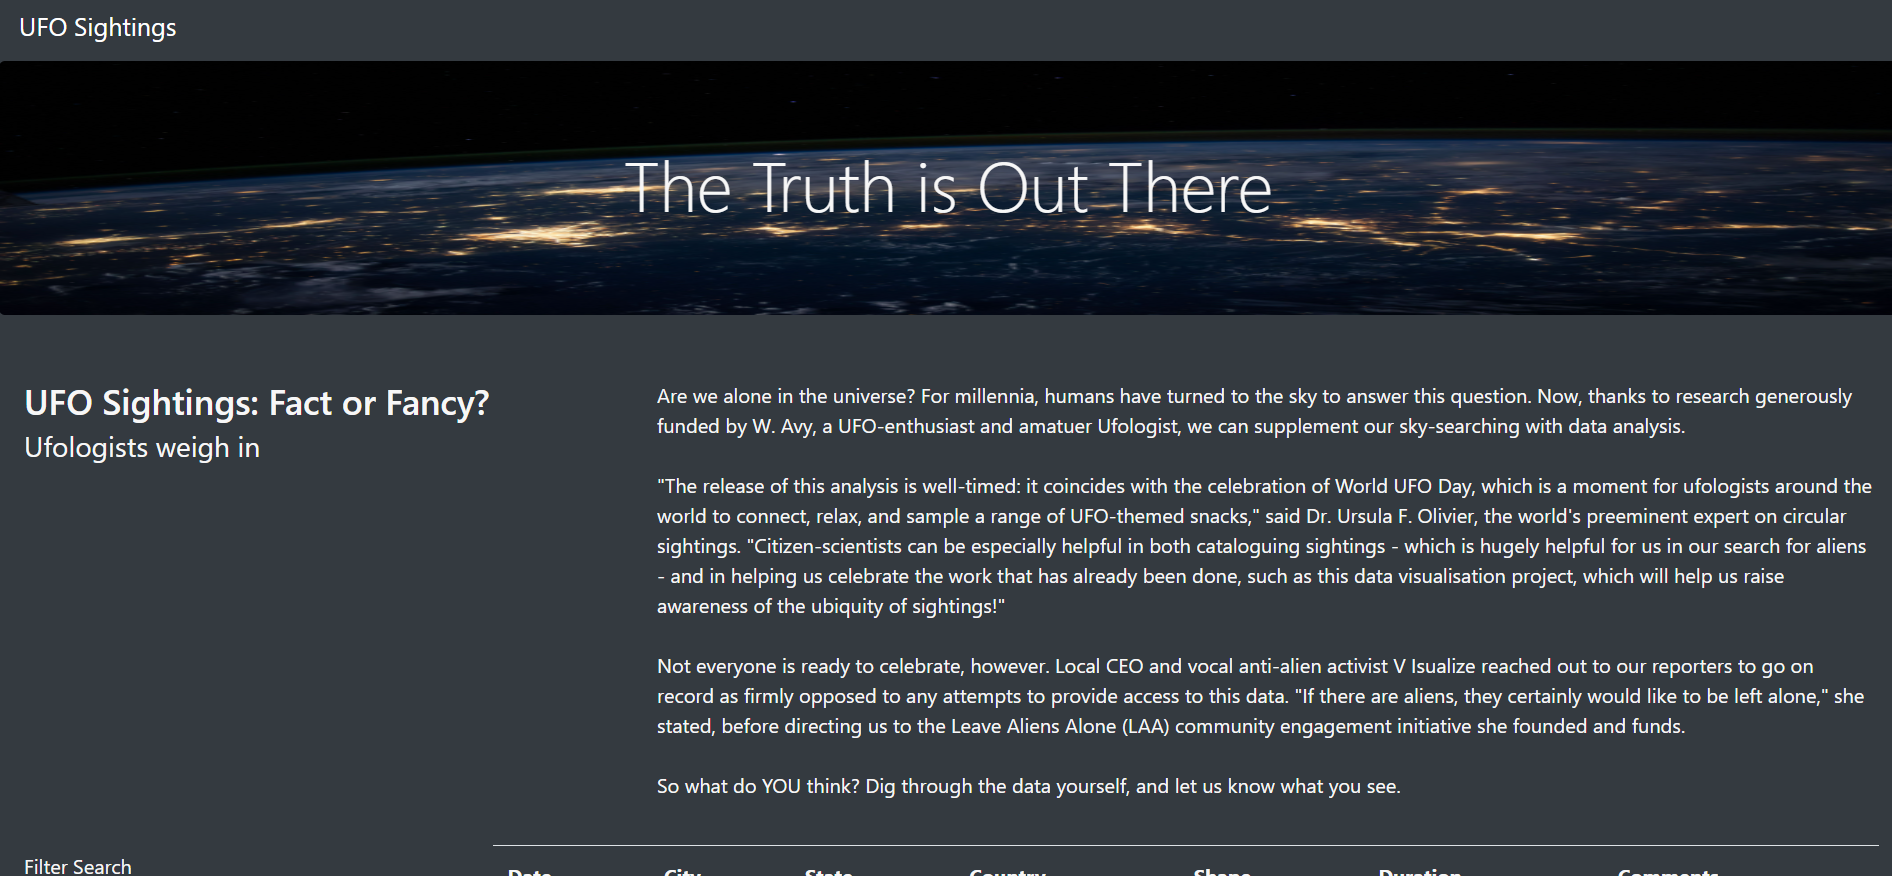 UFO Sightings
The Truth is Out There
UFO Sightings: Fact or Fancy?
Ufologists weigh in
Are we alone in the universe? For millennia, humans have turned to the sky to answer this question. Now, thanks to research generously
funded by W. Avy, a UFO-enthusiast and amatuer Ufologist, we can supplement our sky-searching with data analysis.
"The release of this analysis is well-timed: it coincides with the celebration of World UFO Day, which is a moment for ufologists around the
world to connect, relax, and sample a range of UFO-themed snacks," said Dr. Ursula F. Olivier, the world's preeminent expert on circular
sightings. "Citizen-scientists can be especially helpful in both cataloguing sightings - which is hugely helpful for us in our search for aliens
- and in helping us celebrate the work that has already been done, such as this data visualisation project, which will help us raise
awareness of the ubiquity of sightings!"
Not everyone is ready to celebrate, however. Local CEO and vocal anti-alien activist V Isualize reached out to our reporters to go on
record as firmly opposed to any attempts to provide access to this data. "If there are aliens, they certainly would like to be left alone," she
stated, before directing us to the Leave Aliens Alone (LAA) community engagement initiative she founded and funds.
So what do YOU think? Dig through the data yourself, and let us know what you see.
Filter Search
Date City State Country Shape Duration Comments